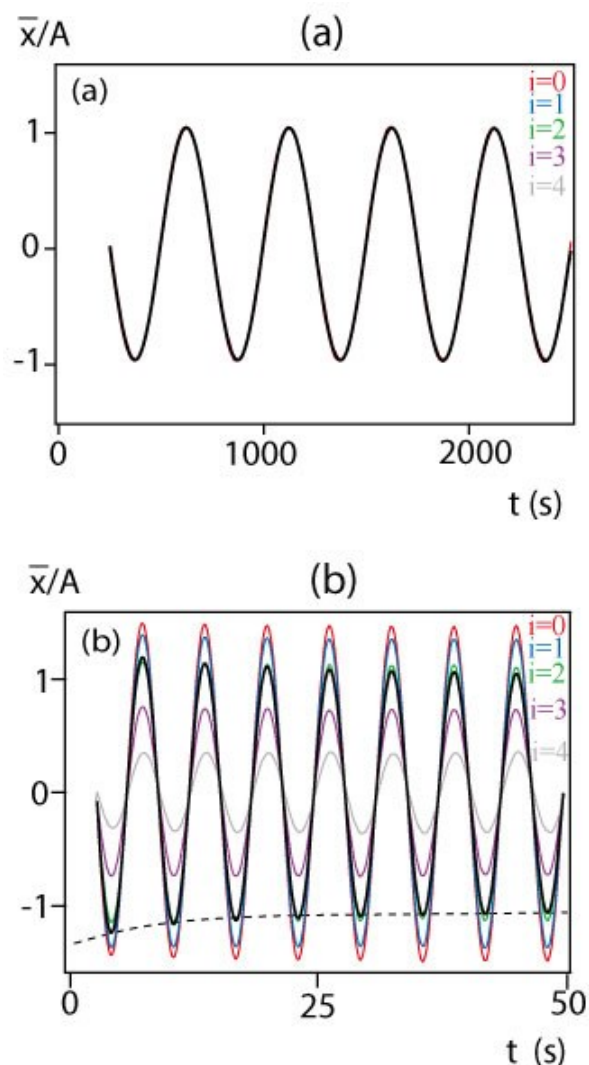 x̅/A
(a)
(a)
i=0
i=1
i=2
i=3
i=4
1
0
-1
0
1000
2000
t (s)
x̅/A
(b)
(b)
i=0
i=1
i=2
i=3
i=4
1
0
-1
0
25
50
t (s)